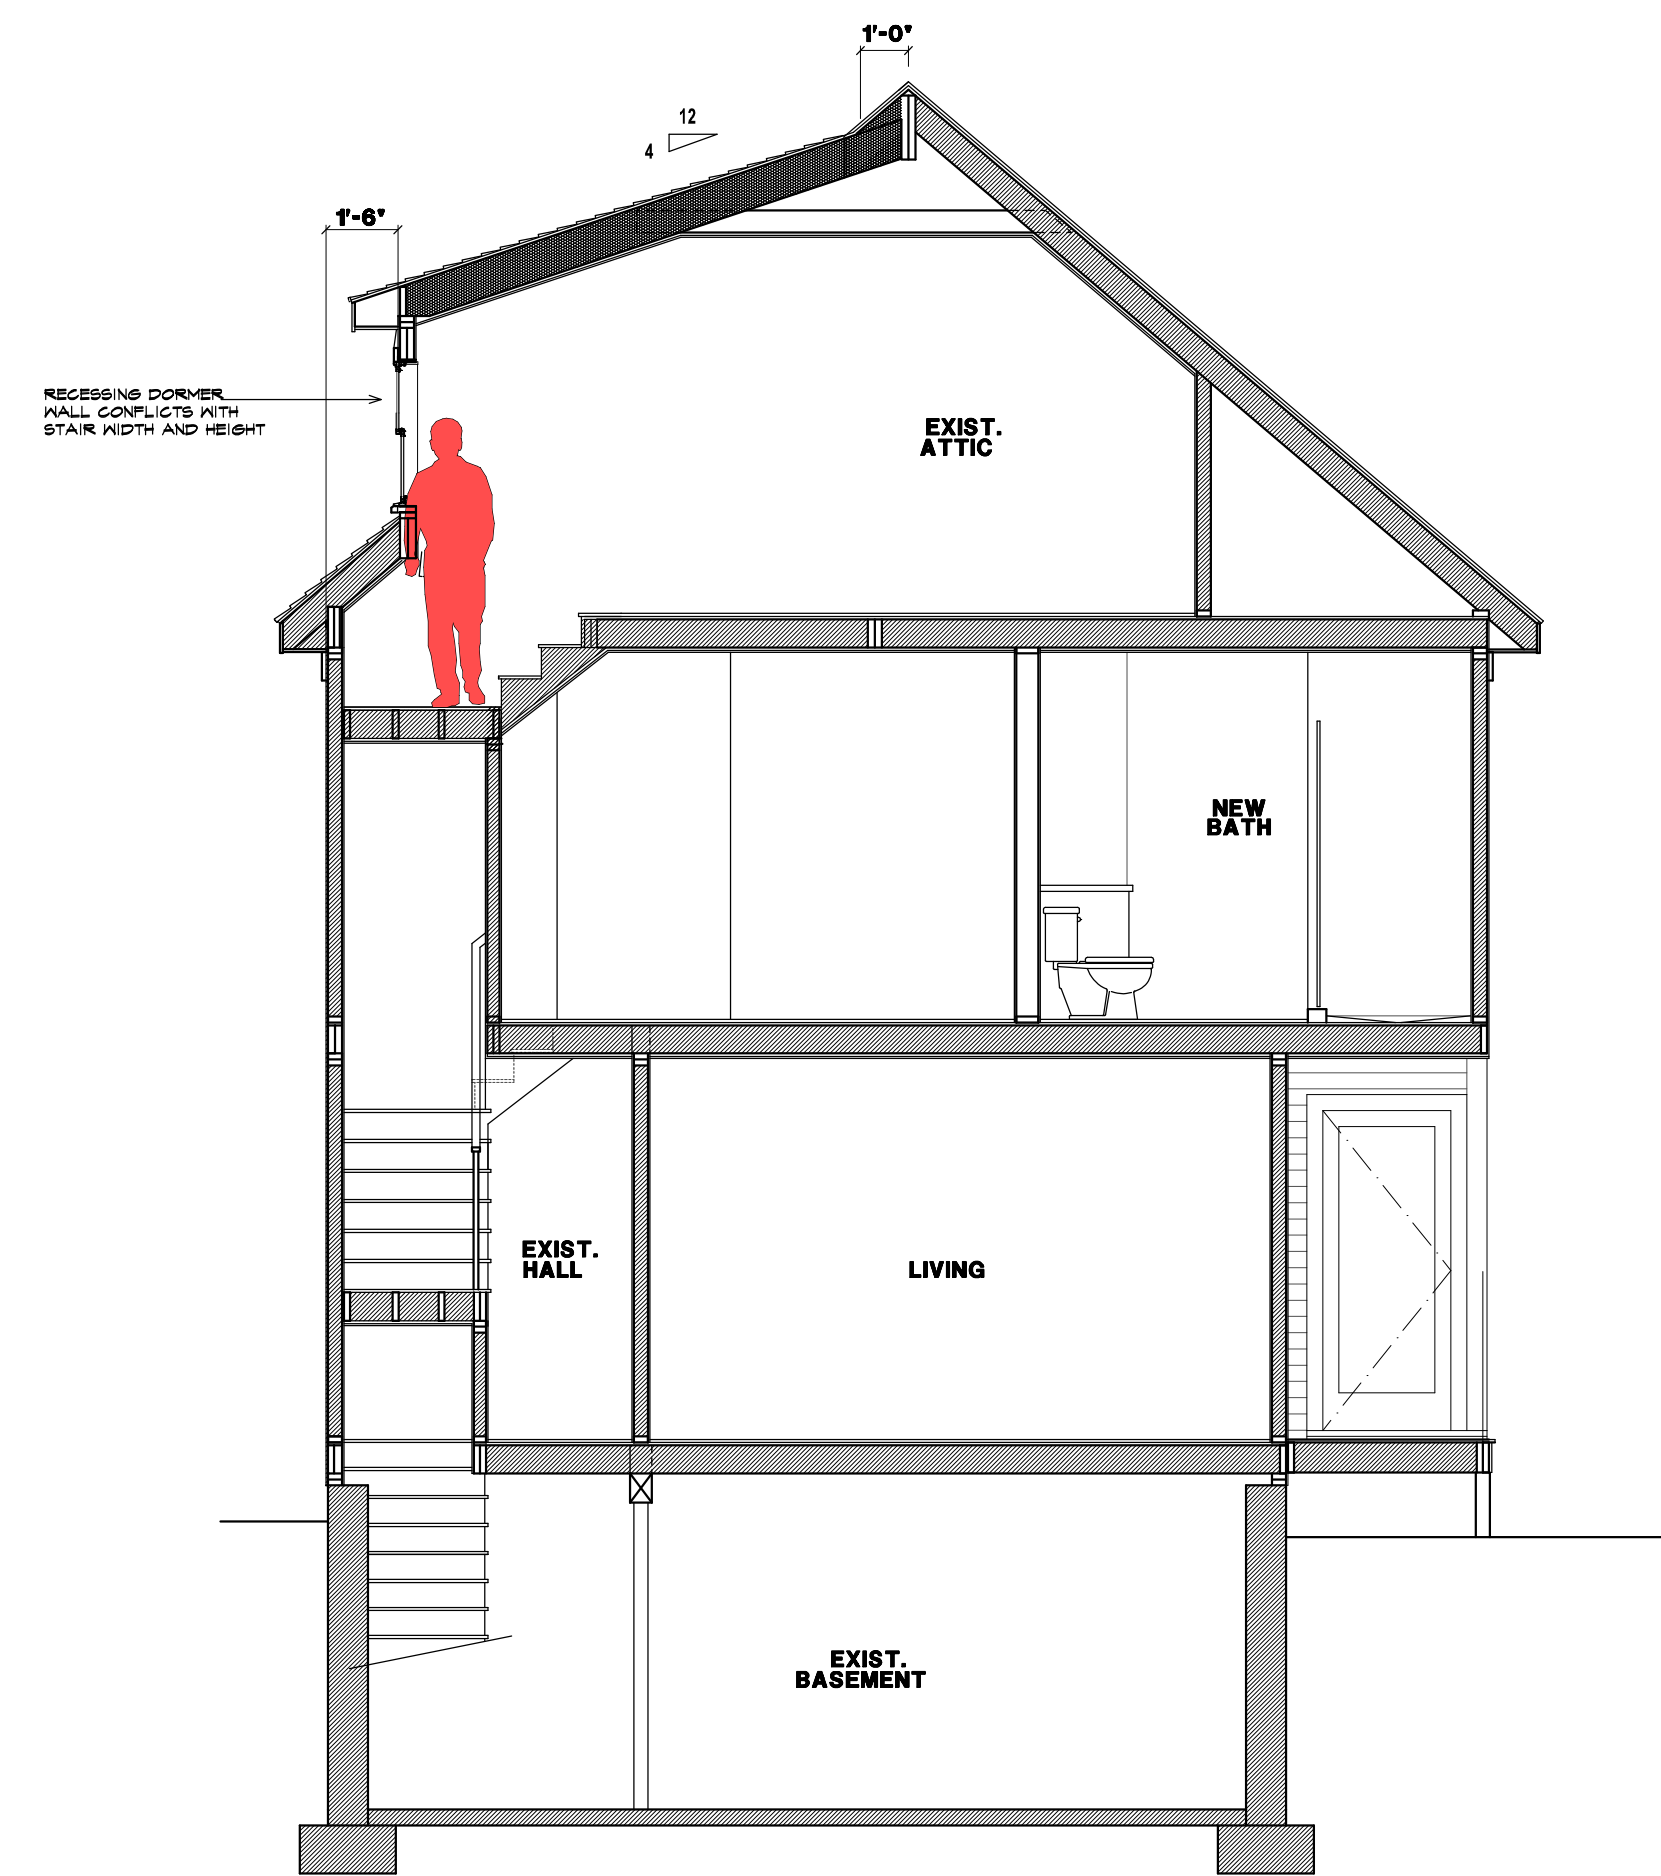 1'-0"
12
4
1'-6"
RECESSING DORMER
WALL CONFLICTS WITH
STAIR WIDTH AND HEIGHT
EXIST.
ATTIC
NEW
BATH
EXIST.
HALL
LIVING
EXIST.
BASEMENT